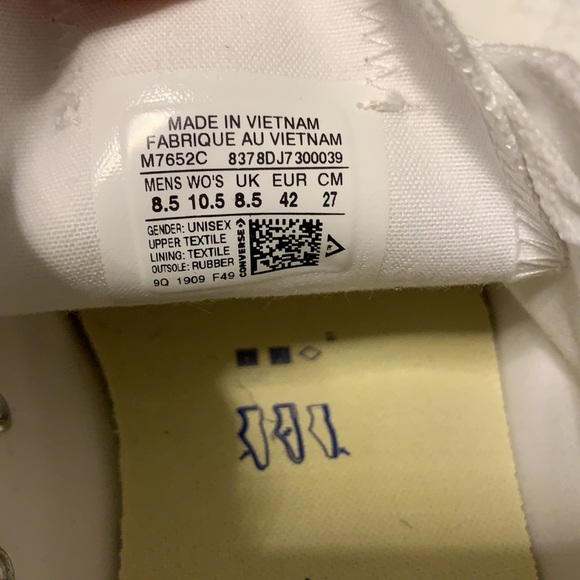 MADE IN VIETNAM
FABRIQUE AU VIETNAM
M7652C 8378DJ7300039
MENS WO'S UK EUR CM
8.5 10.5 8.5 42 27
GENDER: UNISEX
UPPER TEXTILE
LINING: TEXTILE
OUTSOLE: RUBBER
9Q 1909 F49
CONVERSE